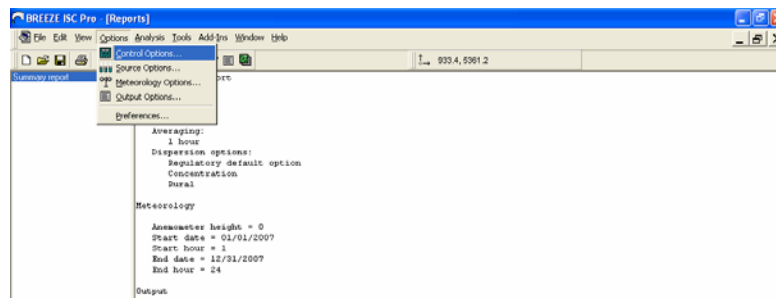 BREEZE ISC Pro - [Reports]
File Edit View Options Analysis Tools Add-Ins Window Help
Control Options...
933.4, 5361.2
Source Options...
Summary report
ort
Meteorology Options...
Output Options...
Preferences...
Averaging:
1 hour
Dispersion options:
Regulatory default option
Concentration
Rural
Meteorology
Anemometer height = 0
Start date = 01/01/2007
Start hour = 1
End date = 12/31/2007
End hour = 24
Output